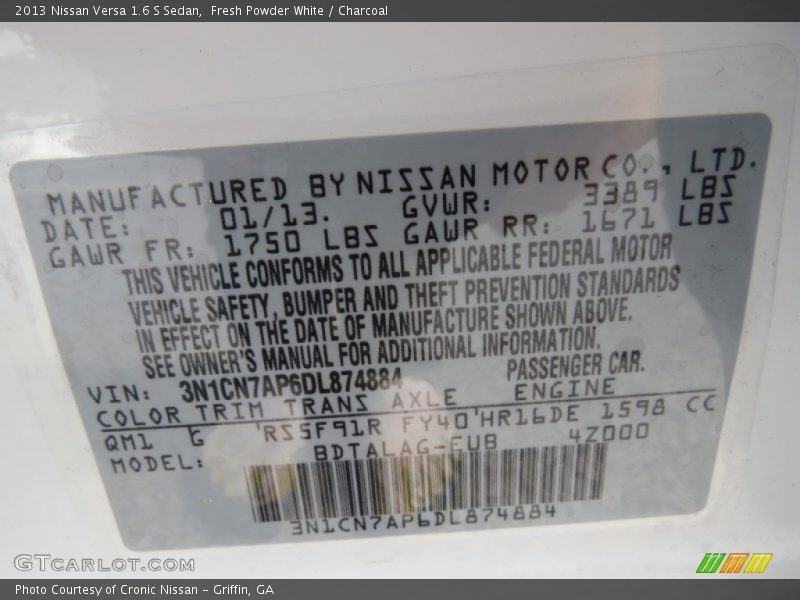 2013 Nissan Versa 1.6 S Sedan, Fresh Powder White / Charcoal
MANUFACTURED BY NISSAN MOTOR CO., LTD.
DATE: 01/13. GVWR: 3389 LBS
GAWR FR: 1750 LBS GAWR RR: 1671 LBS
THIS VEHICLE CONFORMS TO ALL APPLICABLE FEDERAL MOTOR
VEHICLE SAFETY, BUMPER AND THEFT PREVENTION STANDARDS
IN EFFECT ON THE DATE OF MANUFACTURE SHOWN ABOVE.
SEE OWNER'S MANUAL FOR ADDITIONAL INFORMATION.
VIN: 3N1CN7AP6DL874884 PASSENGER CAR.
COLOR TRIM TRANS AXLE ENGINE
QM1 G RS5F91R FY40 HR16DE 1598 CC
MODEL: BDTALAG-EUB 4Z000
3N1CN7AP6DL874884
GTCARLOT.COM
Photo Courtesy of Cronic Nissan – Griffin, GA